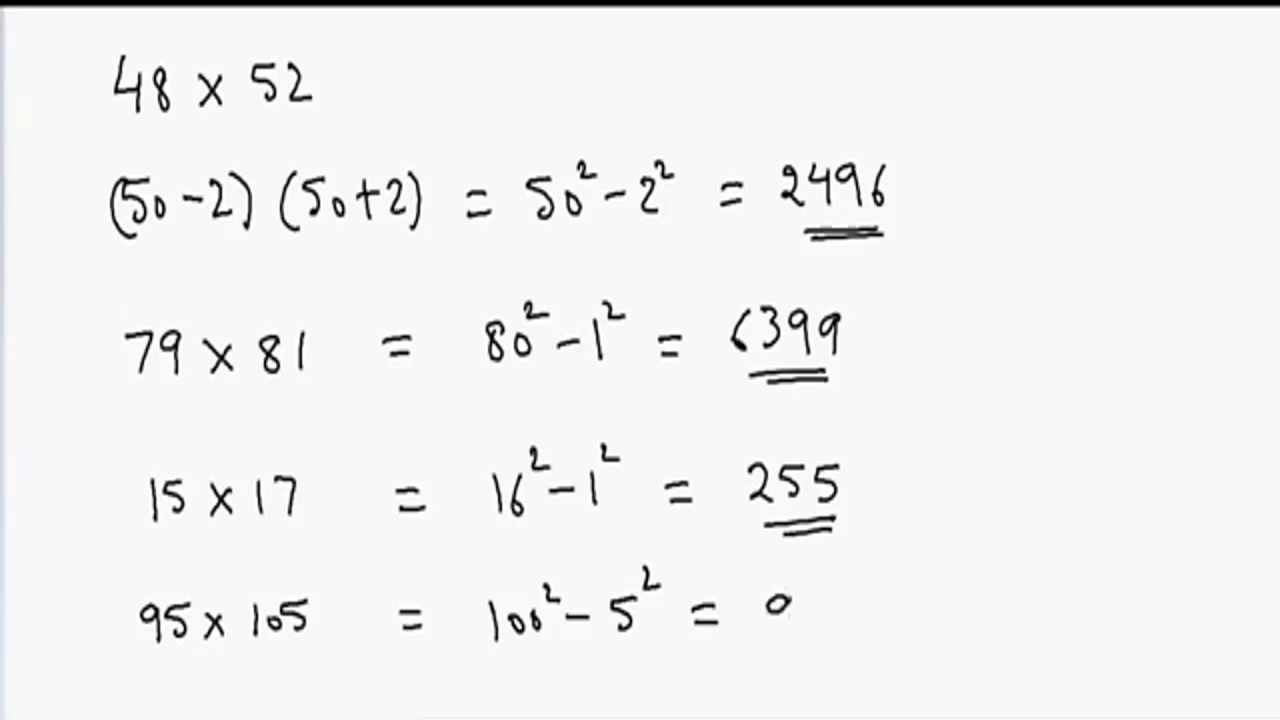 48 × 52
(50-2) (50+2) = 50² - 2² = 2496
79 × 81 = 80² - 1² = 6399
15 × 17 = 16² - 1² = 255
95 × 105 = 100² - 5² =